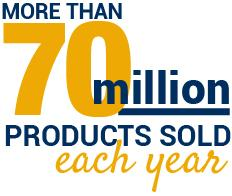 MORE THAN
70 million
PRODUCTS SOLD
each year